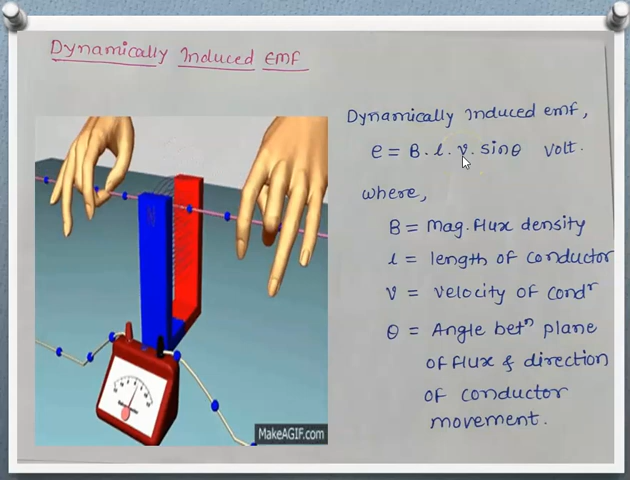 Dynamically Induced EMF
Dynamically Induced emf,
e = B. l. v. sinθ Volt.
where,
B = Mag. flux density
l = length of conductor
v = velocity of condʳ
θ = Angle betⁿ plane
of flux & direction
of conductor
movement.
MakeAGIF.com